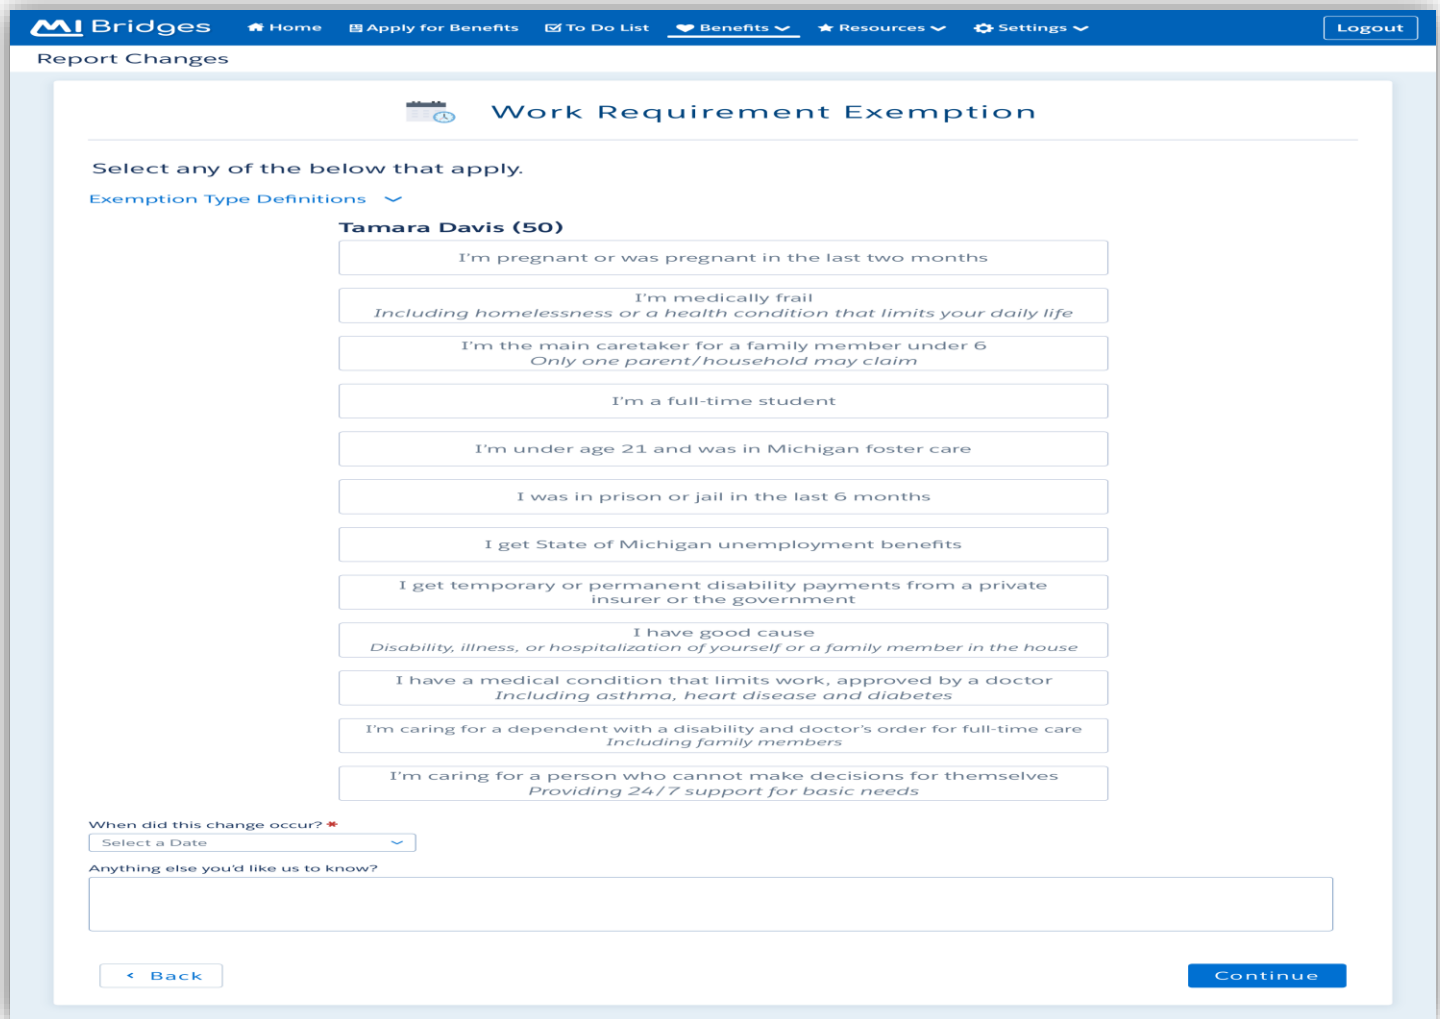 MI Bridges Home Apply for Benefits To Do List Benefits Resources Settings Logout
Report Changes
Work Requirement Exemption
Select any of the below that apply.
Exemption Type Definitions
Tamara Davis (50)
I'm pregnant or was pregnant in the last two months
I'm medically frail
Including homelessness or a health condition that limits your daily life
I'm the main caretaker for a family member under 6
Only one parent/household may claim
I'm a full-time student
I'm under age 21 and was in Michigan foster care
I was in prison or jail in the last 6 months
I get State of Michigan unemployment benefits
I get temporary or permanent disability payments from a private
insurer or the government
I have good cause
Disability, illness, or hospitalization of yourself or a family member in the house
I have a medical condition that limits work, approved by a doctor
Including asthma, heart disease and diabetes
I'm caring for a dependent with a disability and doctor's order for full-time care
Including family members
I'm caring for a person who cannot make decisions for themselves
Providing 24/7 support for basic needs
When did this change occur? *
Select a Date
Anything else you'd like us to know?
< Back
Continue